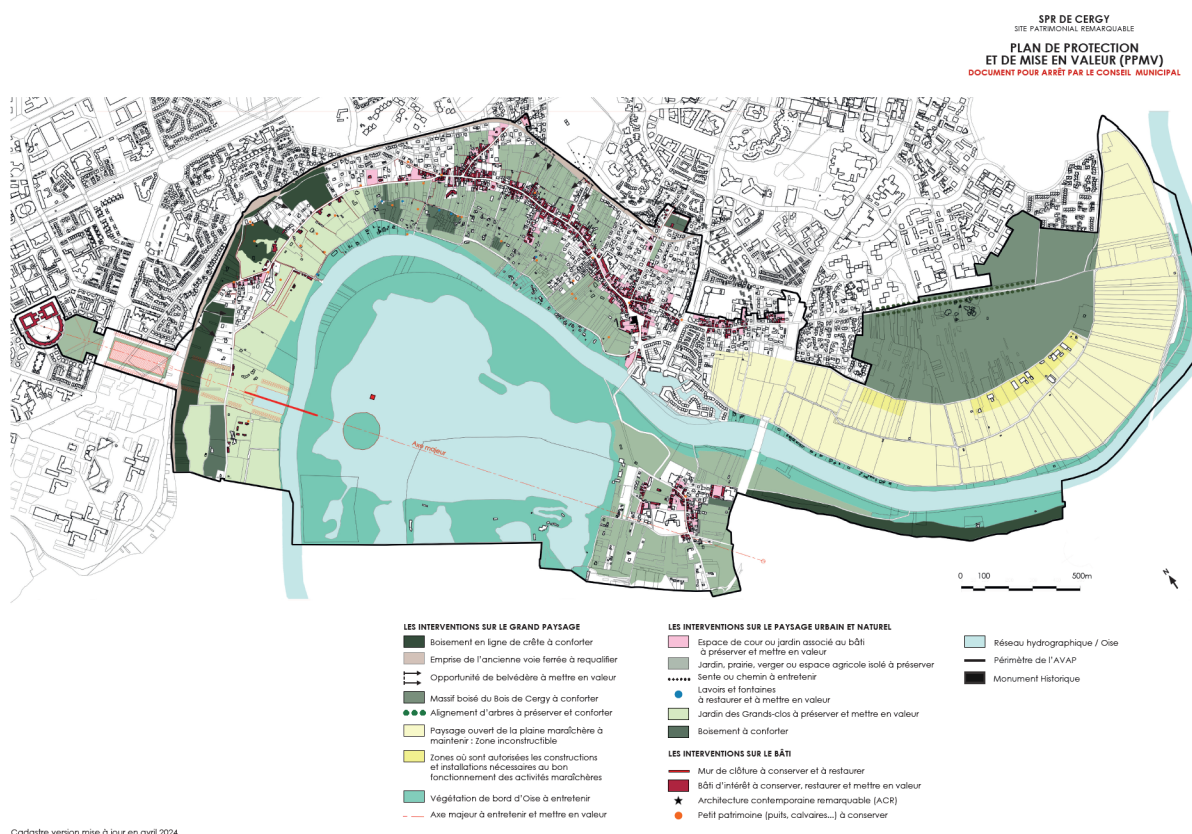 SPR DE CERGY
SITE PATRIMONIAL REMARQUABLE
PLAN DE PROTECTION
ET DE MISE EN VALEUR (PPMV)
DOCUMENT POUR ARRÊT PAR LE CONSEIL MUNICIPAL
Axe majeur
0 100 500m
N
LES INTERVENTIONS SUR LE GRAND PAYSAGE
Boisement en ligne de crête à conforter
Emprise de l'ancienne voie ferrée à requalifier
Opportunité de belvédère à mettre en valeur
Massif boisé du Bois de Cergy à conforter
Alignement d'arbres à préserver et conforter
Paysage ouvert de la plaine maraîchère à
maintenir : Zone inconstructible
Zones où sont autorisées les constructions
et installations nécessaires au bon
fonctionnement des activités maraîchères
Végétation de bord d'Oise à entretenir
Axe majeur à entretenir et mettre en valeur
LES INTERVENTIONS SUR LE PAYSAGE URBAIN ET NATUREL
Espace de cour ou jardin associé au bâti
à préserver et mettre en valeur
Jardin, prairie, verger ou espace agricole isolé à préserver
Sente ou chemin à entretenir
Lavoirs et fontaines
à restaurer et à mettre en valeur
Jardin des Grands-clos à préserver et mettre en valeur
Boisement à conforter
LES INTERVENTIONS SUR LE BÂTI
Mur de clôture à conserver et à restaurer
Bâti d'intérêt à conserver, restaurer et mettre en valeur
Architecture contemporaine remarquable (ACR)
Petit patrimoine (puits, calvaires...) à conserver
Réseau hydrographique / Oise
Périmètre de l'AVAP
Monument Historique
Cadastre version mise à jour en avril 2024